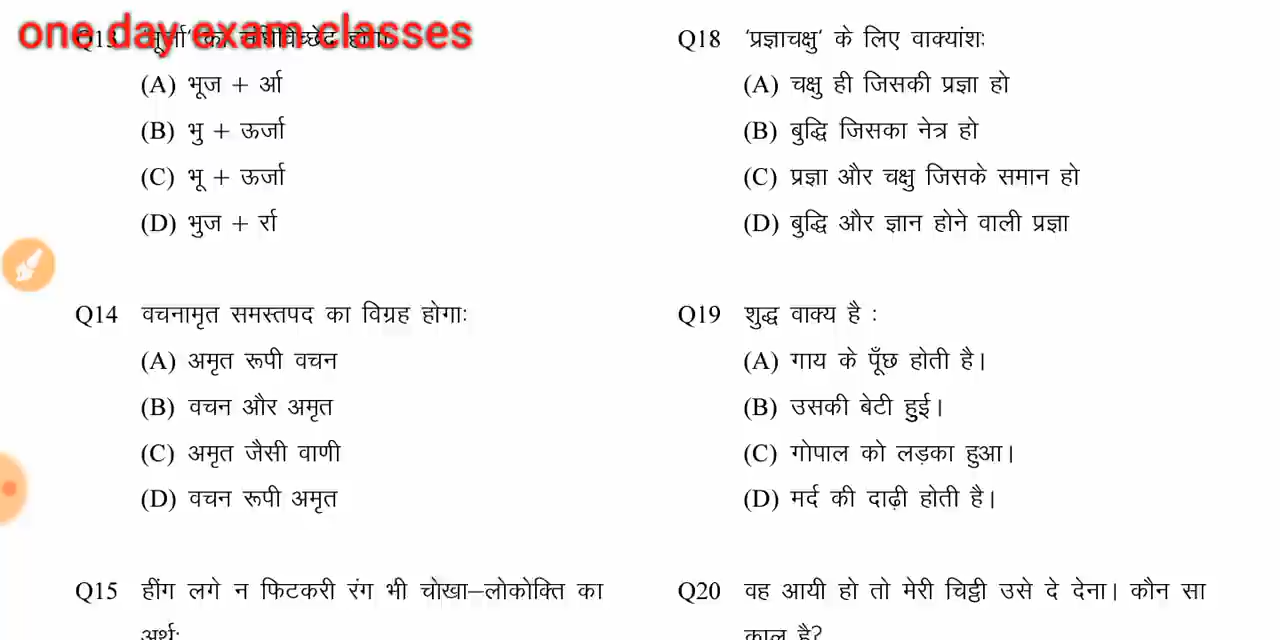 one day exam classes
Q13 संधिविच्छेद होगा
(A) भूज + र्आ
(B) भु + ऊर्जा
(C) भू + ऊर्जा
(D) भुज + र्रा
Q14 वचनामृत समस्तपद का विग्रह होगाः
(A) अमृत रूपी वचन
(B) वचन और अमृत
(C) अमृत जैसी वाणी
(D) वचन रूपी अमृत
Q15 हींग लगे न फिटकरी रंग भी चोखा–लोकोक्ति का
अर्थः
Q18 ‘प्रज्ञाचक्षु’ के लिए वाक्यांशः
(A) चक्षु ही जिसकी प्रज्ञा हो
(B) बुद्धि जिसका नेत्र हो
(C) प्रज्ञा और चक्षु जिसके समान हो
(D) बुद्धि और ज्ञान होने वाली प्रज्ञा
Q19 शुद्ध वाक्य है :
(A) गाय के पूँछ होती है।
(B) उसकी बेटी हुई।
(C) गोपाल को लड़का हुआ।
(D) मर्द की दाढ़ी होती है।
Q20 वह आयी हो तो मेरी चिट्ठी उसे दे देना। कौन सा
काल है?